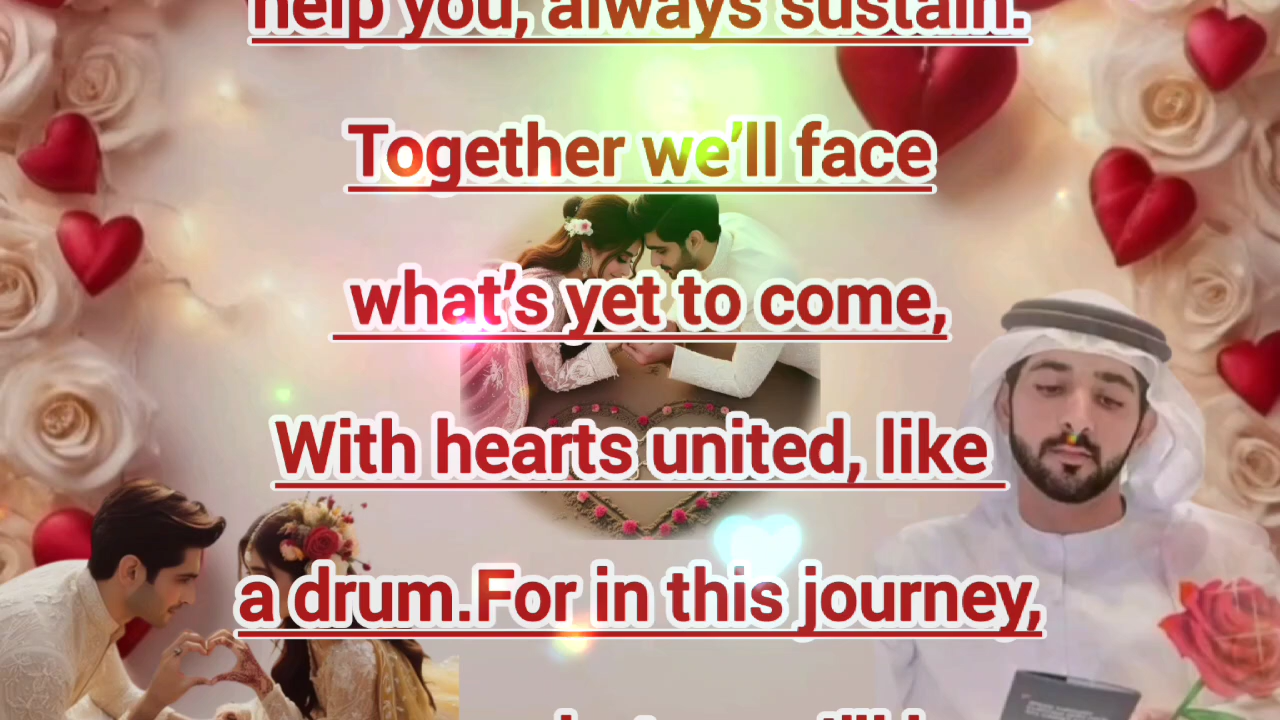 help you, always sustain.
Together we’ll face
what’s yet to come,
With hearts united, like
a drum.For in this journey,